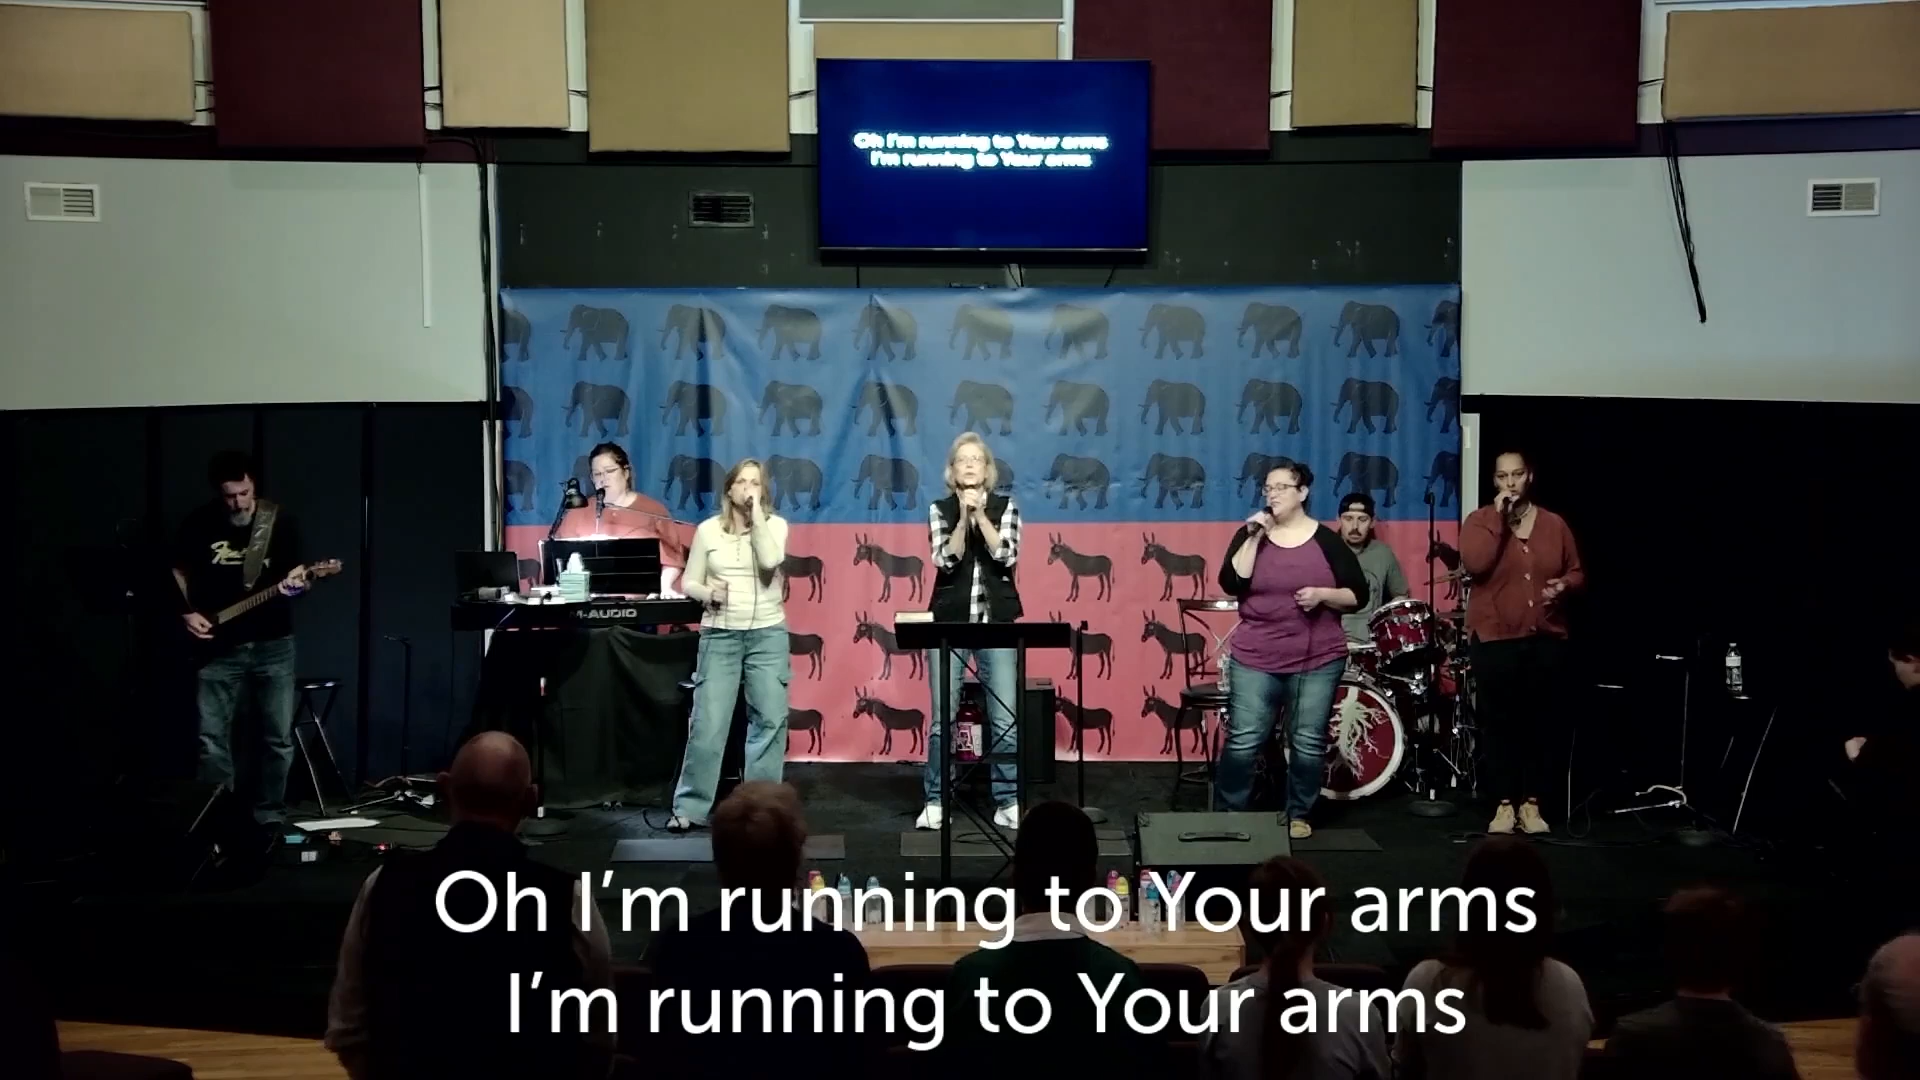 Oh I'm running to Your arms
I'm running to Your arms
M-AUDIO
Fender
Oh I’m running to Your arms
I’m running to Your arms